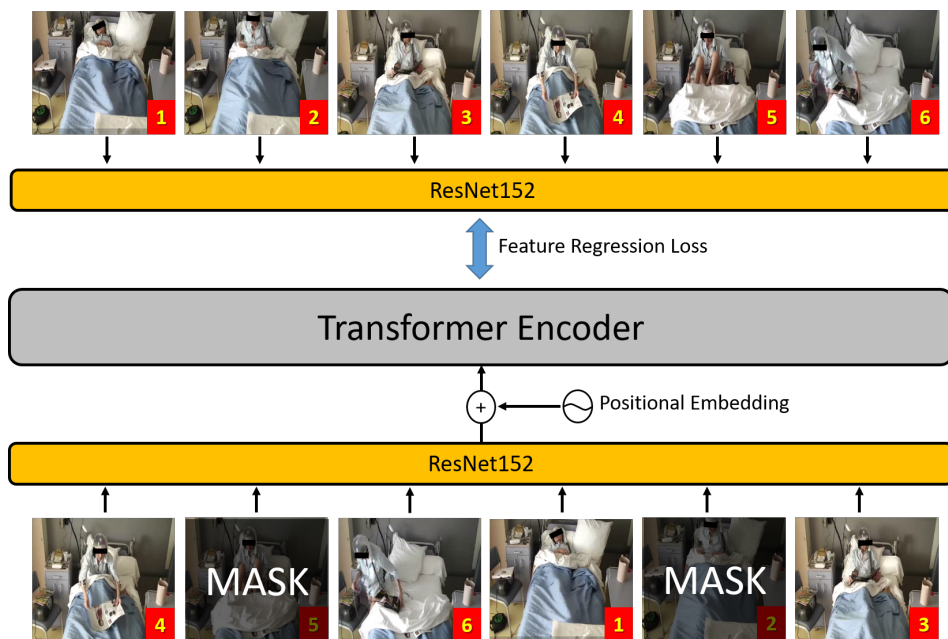 1 2 3 4 5 6
ResNet152
Feature Regression Loss
Transformer Encoder
+
Positional Embedding
ResNet152
MASK MASK
4 5 6 1 2 3